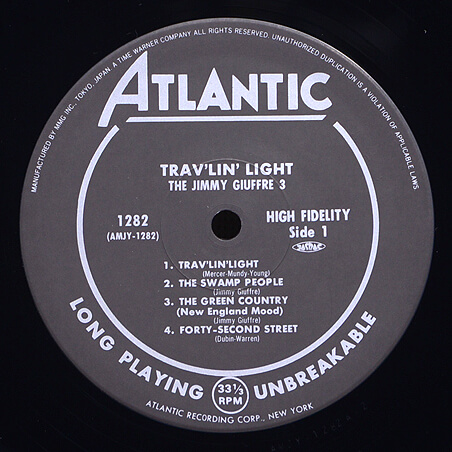 MANUFACTURED BY MMG INC. TOKYO, JAPAN. A TIME WARNER COMPANY ALL RIGHTS RESERVED. UNAUTHORIZED DUPLICATION IS A VIOLATION OF APPLICABLE LAWS
ATLANTIC
TRAV'LIN' LIGHT
THE JIMMY GIUFFRE 3
1282
(AMJY-1282)
HIGH FIDELITY
Side 1
1. TRAV'LIN'LIGHT
(Mercer-Mundy-Young)
2. THE SWAMP PEOPLE
(Jimmy Giuffre)
3. THE GREEN COUNTRY
(New England Mood)
(Jimmy Giuffre)
4. FORTY-SECOND STREET
(Dubin-Warren)
LONG PLAYING 33 1/3 RPM UNBREAKABLE
ATLANTIC RECORDING CORP., NEW YORK